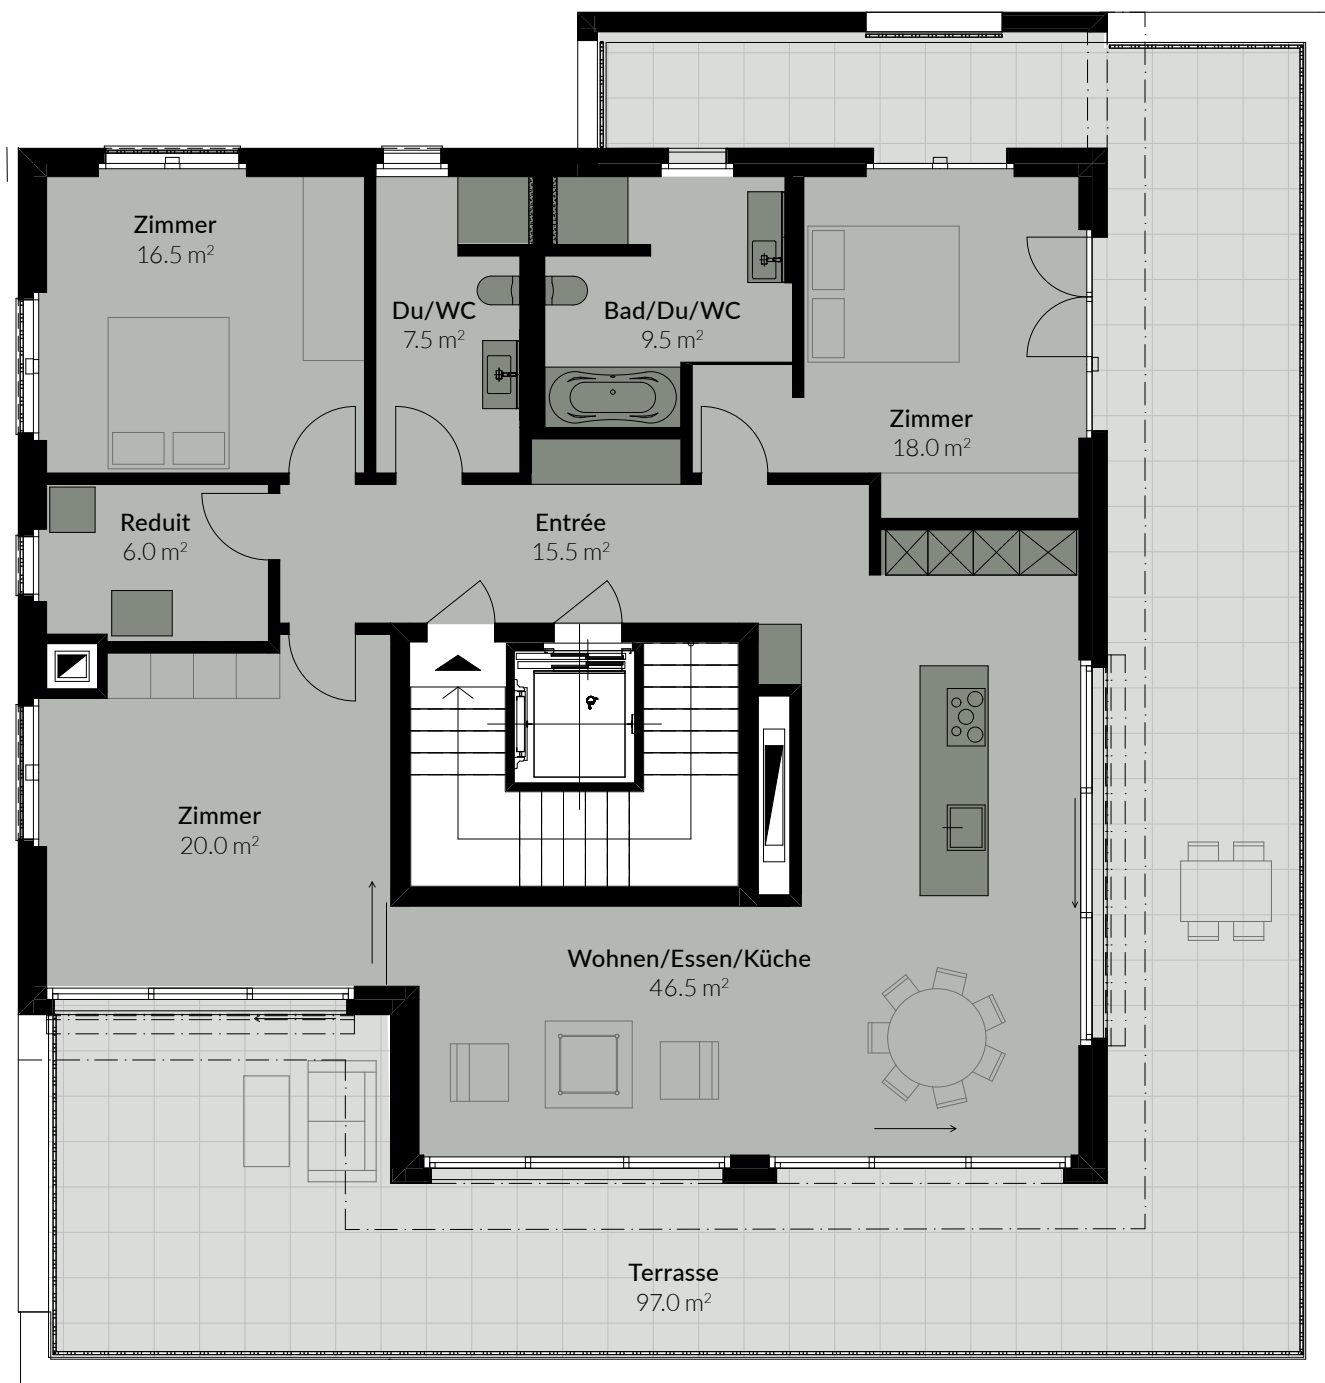 Zimmer
16.5 m²
Du/WC
7.5 m²
Bad/Du/WC
9.5 m²
Zimmer
18.0 m²
Reduit
6.0 m²
Entrée
15.5 m²
Zimmer
20.0 m²
Wohnen/Essen/Küche
46.5 m²
Terrasse
97.0 m²